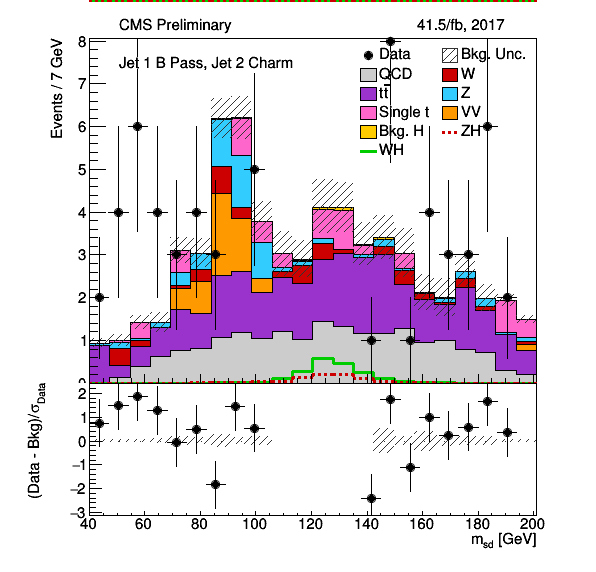 CMS Preliminary 41.5/fb, 2017
Jet 1 B Pass, Jet 2 Charm
Data Bkg. Unc.
QCD W
tt̄ Z
Single t VV
Bkg. H ZH
WH
Events / 7 GeV
8
7
6
5
4
3
2
1
0
(Data - Bkg)/σData
2
1
0
−1
−2
−3
40 60 80 100 120 140 160 180 200
msd [GeV]